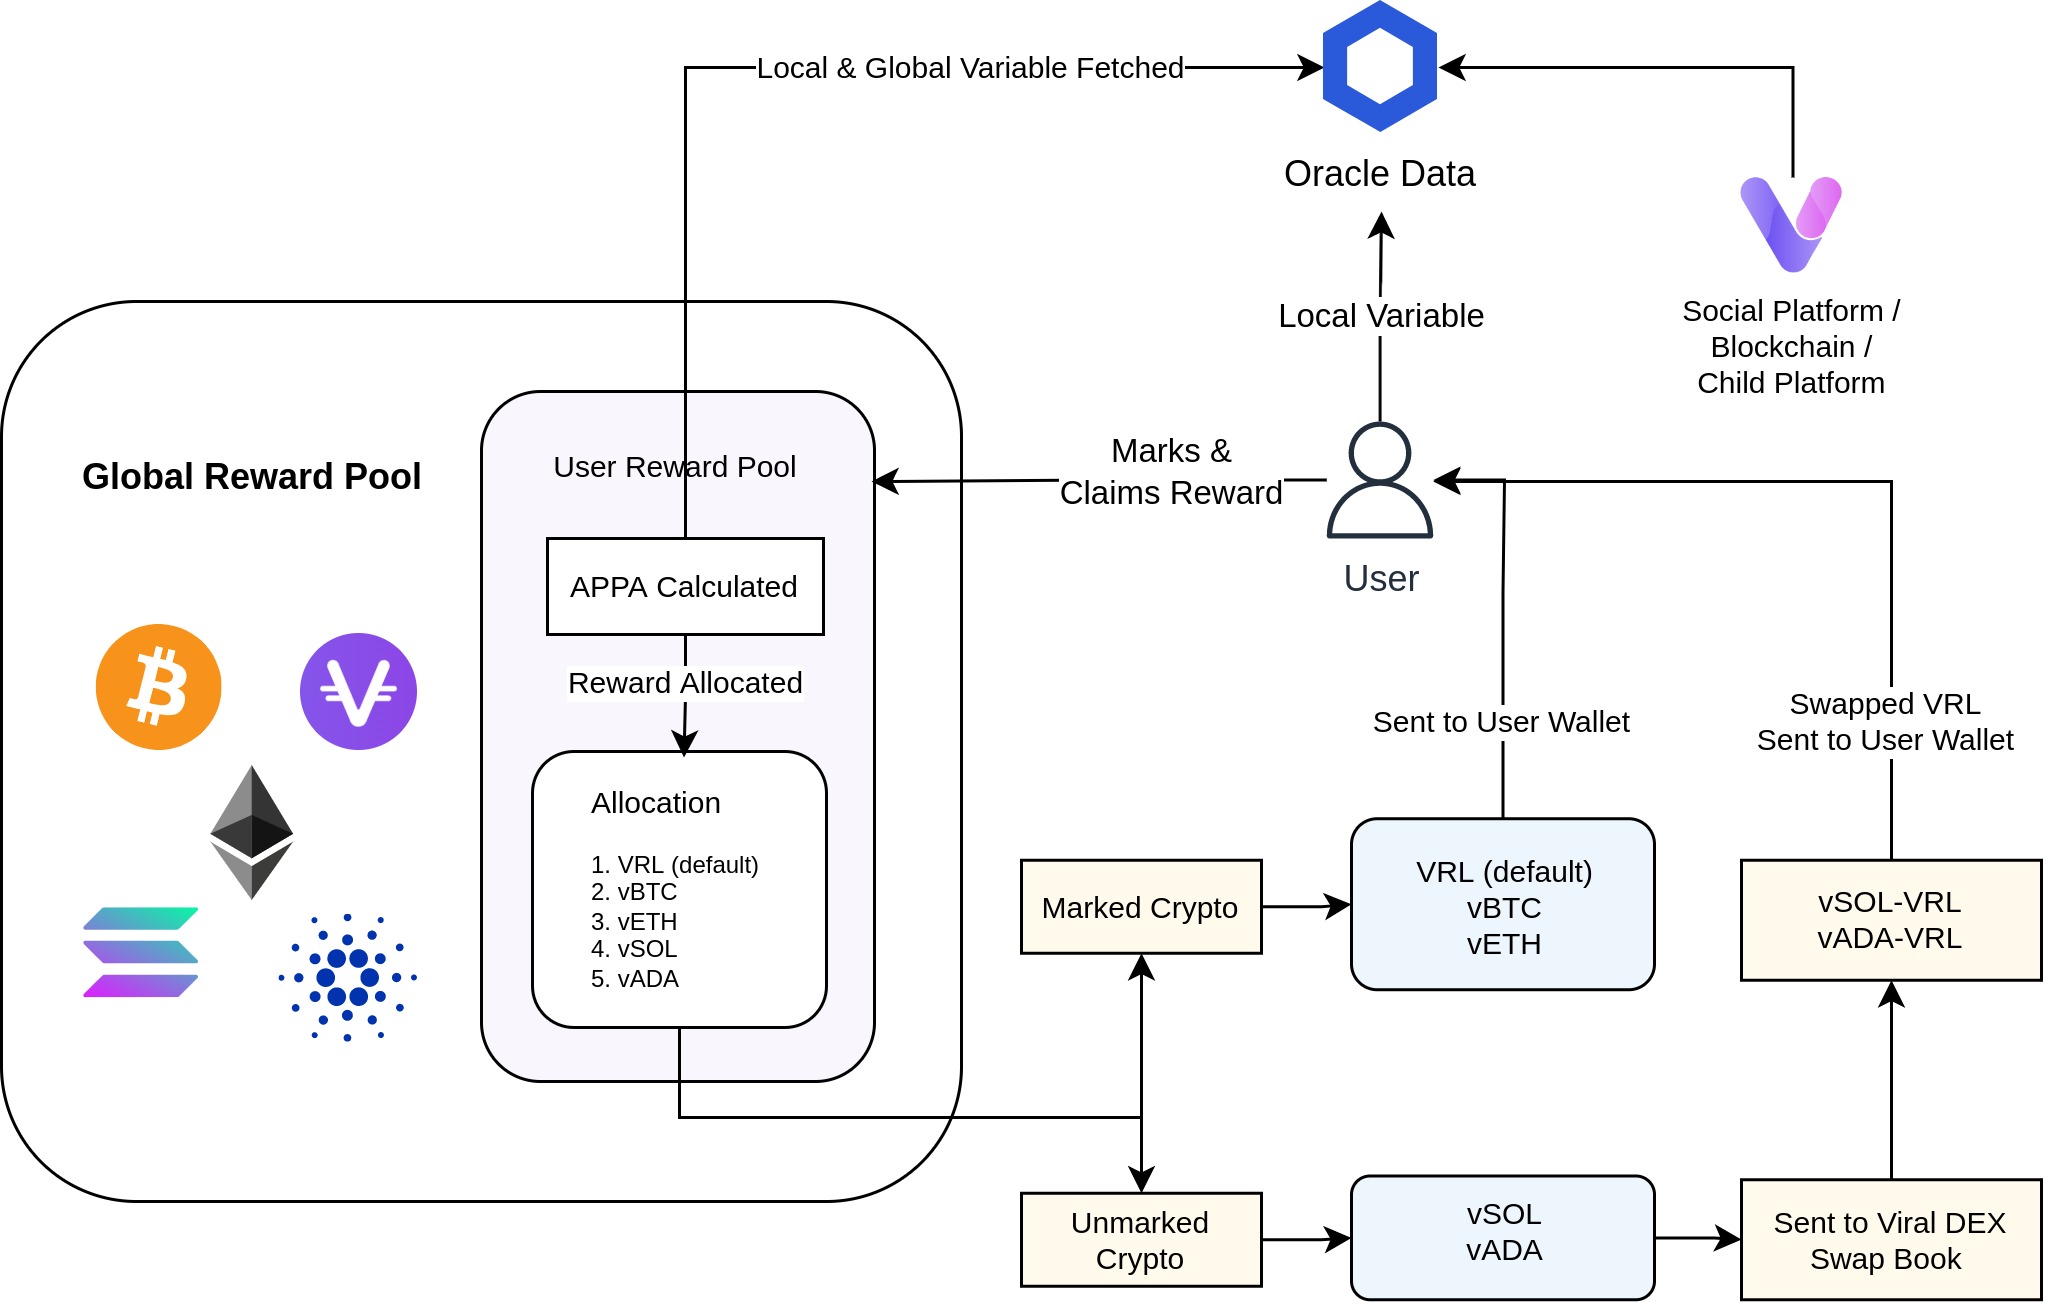 Local & Global Variable Fetched
Oracle Data
Social Platform /
Blockchain /
Child Platform
Local Variable
Marks &
Claims Reward
User
Global Reward Pool
User Reward Pool
APPA Calculated
Reward Allocated
Allocation
1. VRL (default)
2. vBTC
3. vETH
4. vSOL
5. vADA
Sent to User Wallet
Swapped VRL
Sent to User Wallet
Marked Crypto
VRL (default)
vBTC
vETH
vSOL-VRL
vADA-VRL
Unmarked
Crypto
vSOL
vADA
Sent to Viral DEX
Swap Book